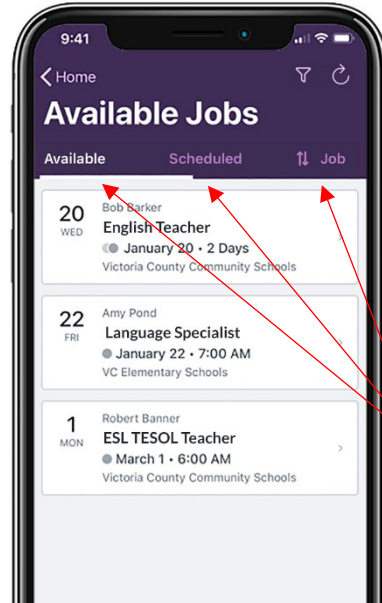 9:41
Home
Available Jobs
Available Scheduled Job
20 Bob Barker
WED English Teacher
January 20 • 2 Days
Victoria County Community Schools
22 Amy Pond
FRI Language Specialist
January 22 • 7:00 AM
VC Elementary Schools
1 Robert Banner
MON ESL TESOL Teacher
March 1 • 6:00 AM
Victoria County Community Schools